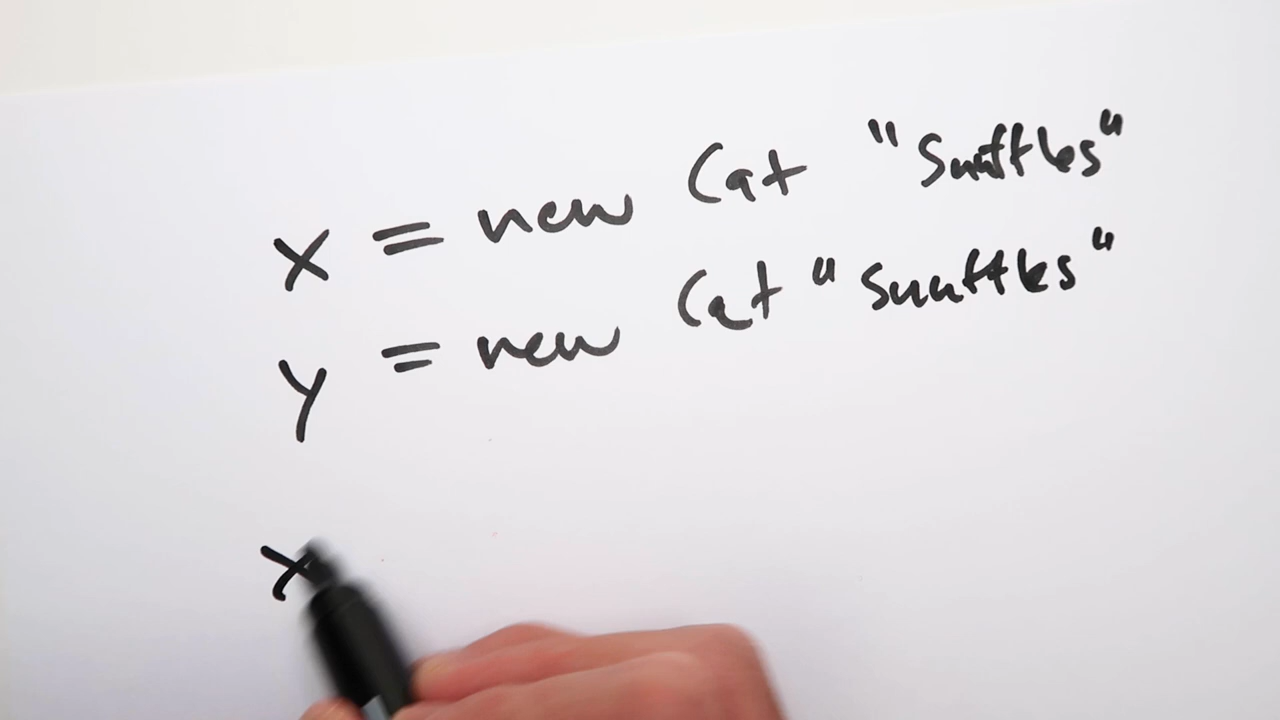 x = new Cat "Snuffles"
y = new Cat "Snuffles"
x